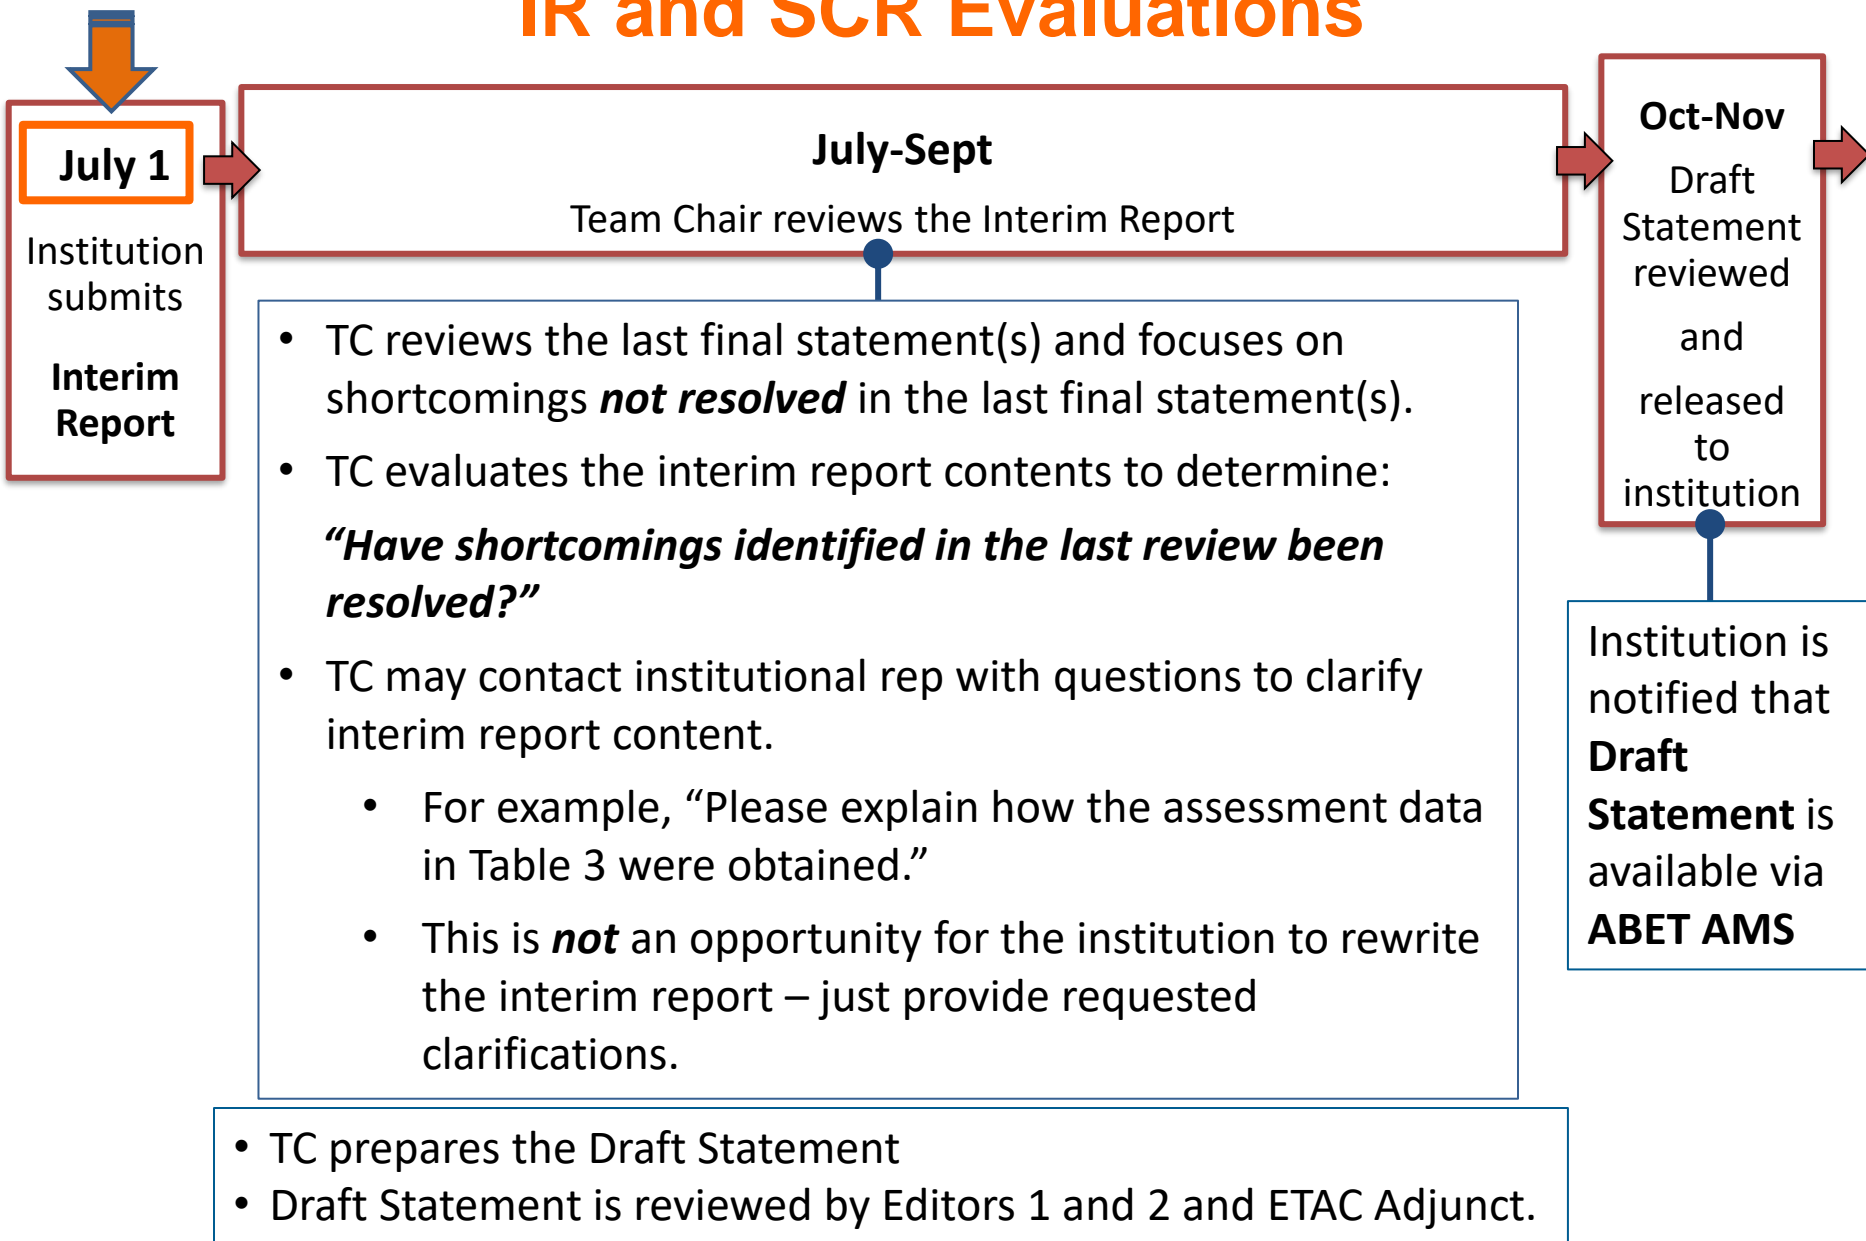 IR and SCR Evaluations
July 1
Institution
submits
Interim
Report
July-Sept
Team Chair reviews the Interim Report
Oct-Nov
Draft
Statement
reviewed
and
released
to
institution
• TC reviews the last final statement(s) and focuses on
shortcomings not resolved in the last final statement(s).
• TC evaluates the interim report contents to determine:
“Have shortcomings identified in the last review been
resolved?”
• TC may contact institutional rep with questions to clarify
interim report content.
• For example, “Please explain how the assessment data
in Table 3 were obtained.”
• This is not an opportunity for the institution to rewrite
the interim report – just provide requested
clarifications.
Institution is
notified that
Draft
Statement is
available via
ABET AMS
• TC prepares the Draft Statement
• Draft Statement is reviewed by Editors 1 and 2 and ETAC Adjunct.